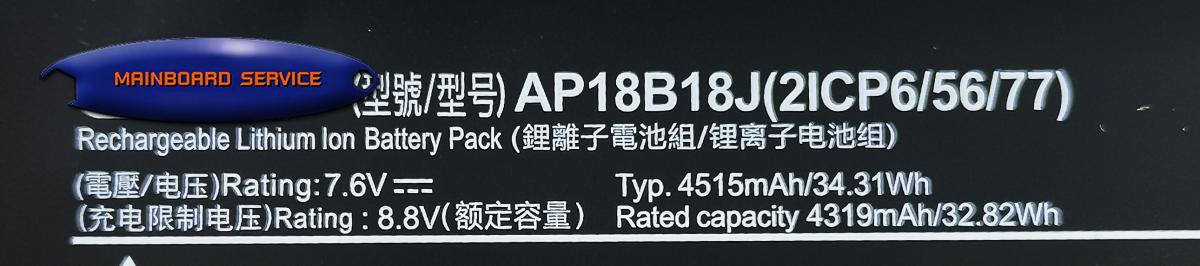 MAINBOARD SERVICE
(型號/型号) AP18B18J(2ICP6/56/77)
Rechargeable Lithium Ion Battery Pack (鋰離子電池組/锂离子电池组)
(電壓/电压)Rating:7.6V⎓ Typ. 4515mAh/34.31Wh
(充电限制电压)Rating : 8.8V(额定容量) Rated capacity 4319mAh/32.82Wh